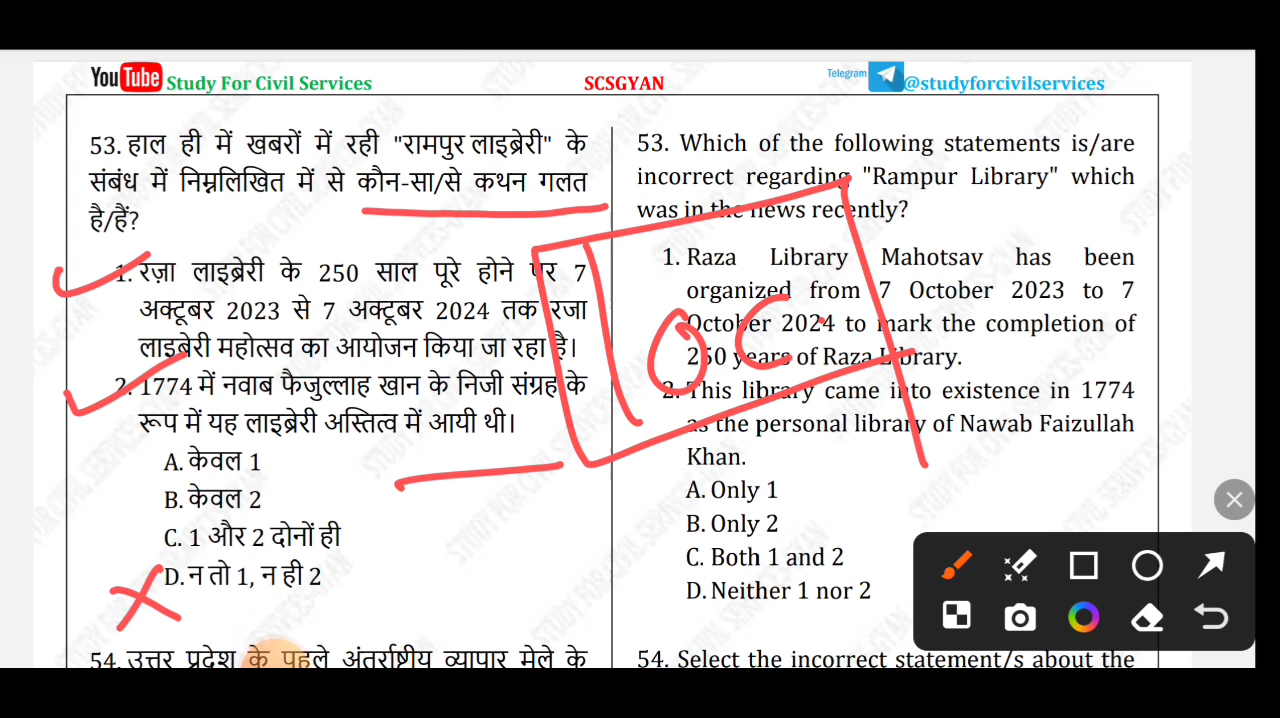 YouTube Study For Civil Services SCSGYAN Telegram @studyforcivilservices
53. हाल ही में खबरों में रही "रामपुर लाइब्रेरी" के
संबंध में निम्नलिखित में से कौन-सा/से कथन गलत
है/हैं?
1. रज़ा लाइब्रेरी के 250 साल पूरे होने पर 7
अक्टूबर 2023 से 7 अक्टूबर 2024 तक रजा
लाइबेरी महोत्सव का आयोजन किया जा रहा है।
2. 1774 में नवाब फैजुल्लाह खान के निजी संग्रह के
रूप में यह लाइब्रेरी अस्तित्व में आयी थी।
A. केवल 1
B. केवल 2
C. 1 और 2 दोनों ही
D. न तो 1, न ही 2
54. उत्तर प्रदेश के पहले अंतर्राष्ट्रीय व्यापार मेले के
53. Which of the following statements is/are
incorrect regarding "Rampur Library" which
was in the news recently?
1. Raza Library Mahotsav has been
organized from 7 October 2023 to 7
October 2024 to mark the completion of
250 years of Raza Library.
2. This library came into existence in 1774
as the personal library of Nawab Faizullah
Khan.
A. Only 1
B. Only 2
C. Both 1 and 2
D. Neither 1 nor 2
54. Select the incorrect statement/s about the